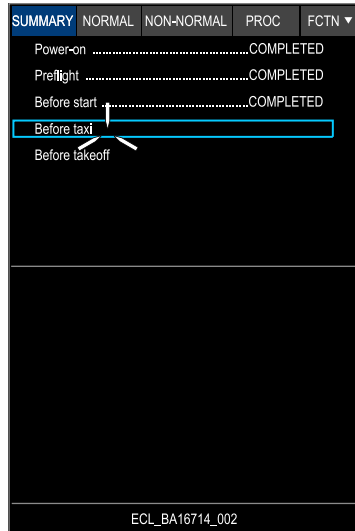 SUMMARY NORMAL NON-NORMAL PROC FCTN ▼
Power-on ................................................COMPLETED
Preflight ..................................................COMPLETED
Before start .............................................COMPLETED
Before taxi
Before takeoff
ECL_BA16714_002